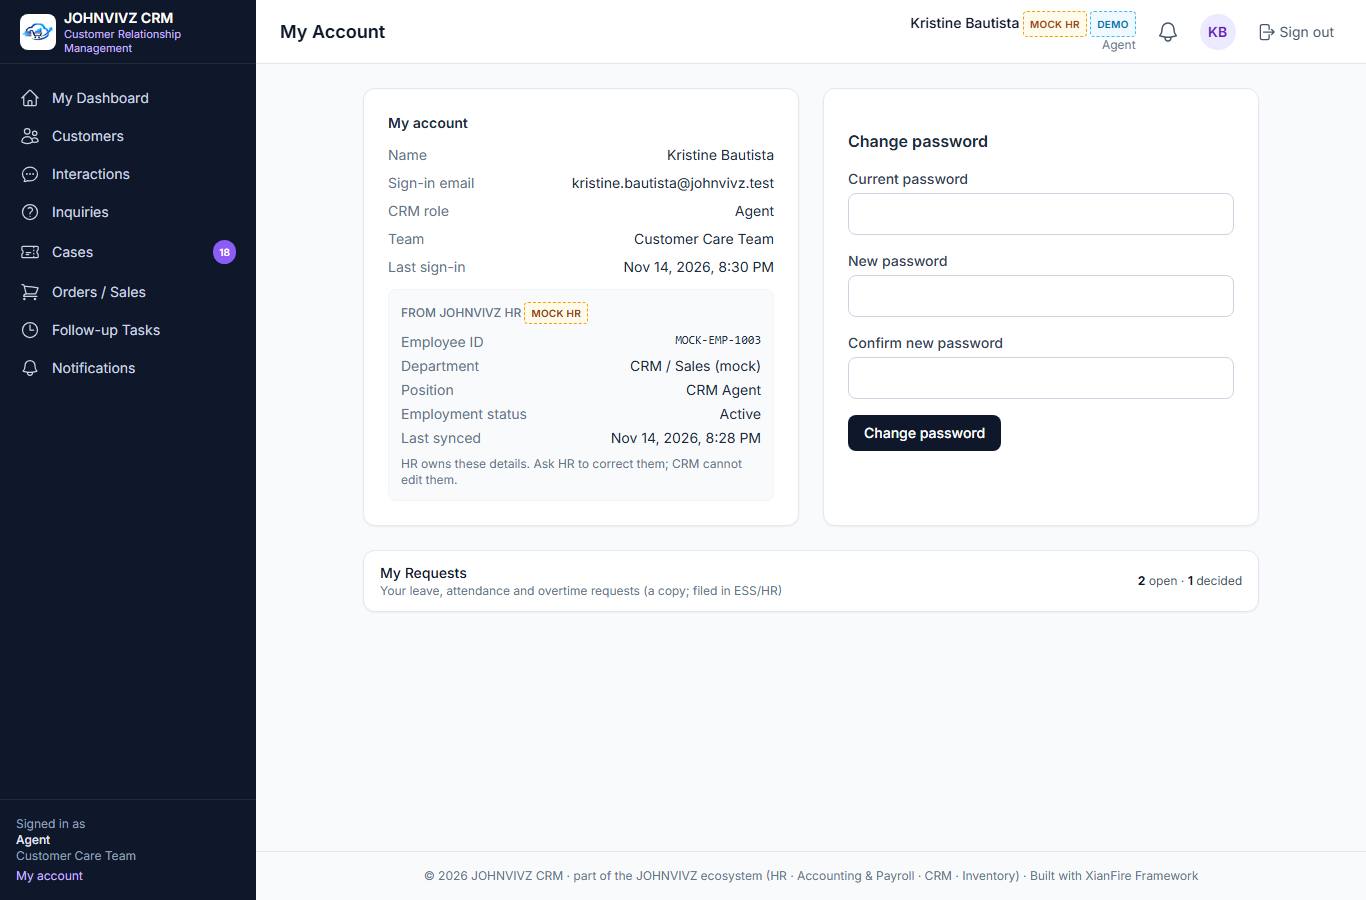 JOHNVIVZ CRM
Customer Relationship
Management
My Dashboard
Customers
Interactions
Inquiries
Cases 18
Orders / Sales
Follow-up Tasks
Notifications
Signed in as
Agent
Customer Care Team
My account
My Account
Kristine Bautista MOCK HR DEMO
Agent
KB
Sign out
My account
Name Kristine Bautista
Sign-in email kristine.bautista@johnvivz.test
CRM role Agent
Team Customer Care Team
Last sign-in Nov 14, 2026, 8:30 PM
FROM JOHNVIVZ HR MOCK HR
Employee ID MOCK-EMP-1003
Department CRM / Sales (mock)
Position CRM Agent
Employment status Active
Last synced Nov 14, 2026, 8:28 PM
HR owns these details. Ask HR to correct them; CRM cannot
edit them.
Change password
Current password
New password
Confirm new password
Change password
My Requests
Your leave, attendance and overtime requests (a copy; filed in ESS/HR)
2 open · 1 decided
© 2026 JOHNVIVZ CRM · part of the JOHNVIVZ ecosystem (HR · Accounting & Payroll · CRM · Inventory) · Built with XianFire Framework